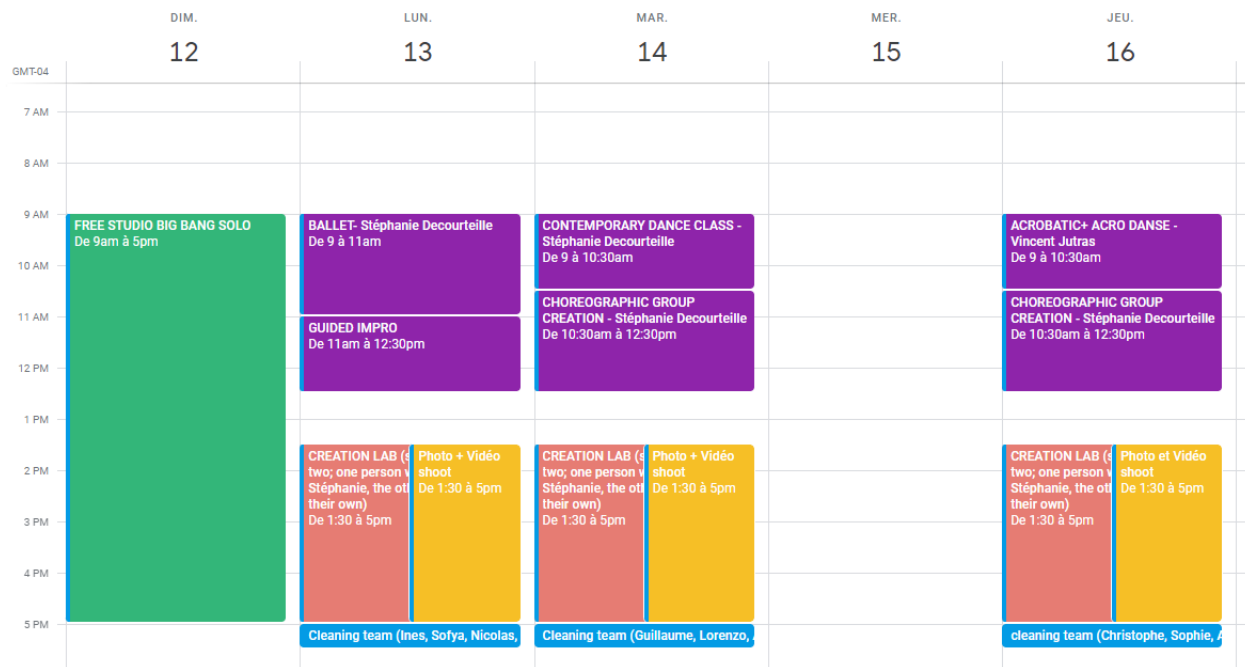 DIM.
12
LUN.
13
MAR.
14
MER.
15
JEU.
16
GMT-04
7 AM
8 AM
9 AM
10 AM
11 AM
12 PM
1 PM
2 PM
3 PM
4 PM
5 PM
FREE STUDIO BIG BANG SOLO
De 9am à 5pm
BALLET- Stéphanie Decourteille
De 9 à 11am
GUIDED IMPRO
De 11am à 12:30pm
CREATION LAB (
two; one person
Stéphanie, the
their own)
De 1:30 à 5pm
Photo + Vidéo
shoot
De 1:30 à 5pm
Cleaning team (Ines, Sofya, Nicolas,
CONTEMPORARY DANCE CLASS -
Stéphanie Decourteille
De 9 à 10:30am
CHOREOGRAPHIC GROUP
CREATION - Stéphanie Decourteille
De 10:30am à 12:30pm
CREATION LAB (
two; one person
Stéphanie, the
their own)
De 1:30 à 5pm
Photo + Vidéo
shoot
De 1:30 à 5pm
Cleaning team (Guillaume, Lorenzo,
ACROBATIC+ ACRO DANSE -
Vincent Jutras
De 9 à 10:30am
CHOREOGRAPHIC GROUP
CREATION - Stéphanie Decourteille
De 10:30am à 12:30pm
CREATION LAB (
two; one person
Stéphanie, the
their own)
De 1:30 à 5pm
Photo et Vidéo
shoot
De 1:30 à 5pm
cleaning team (Christophe, Sophie,